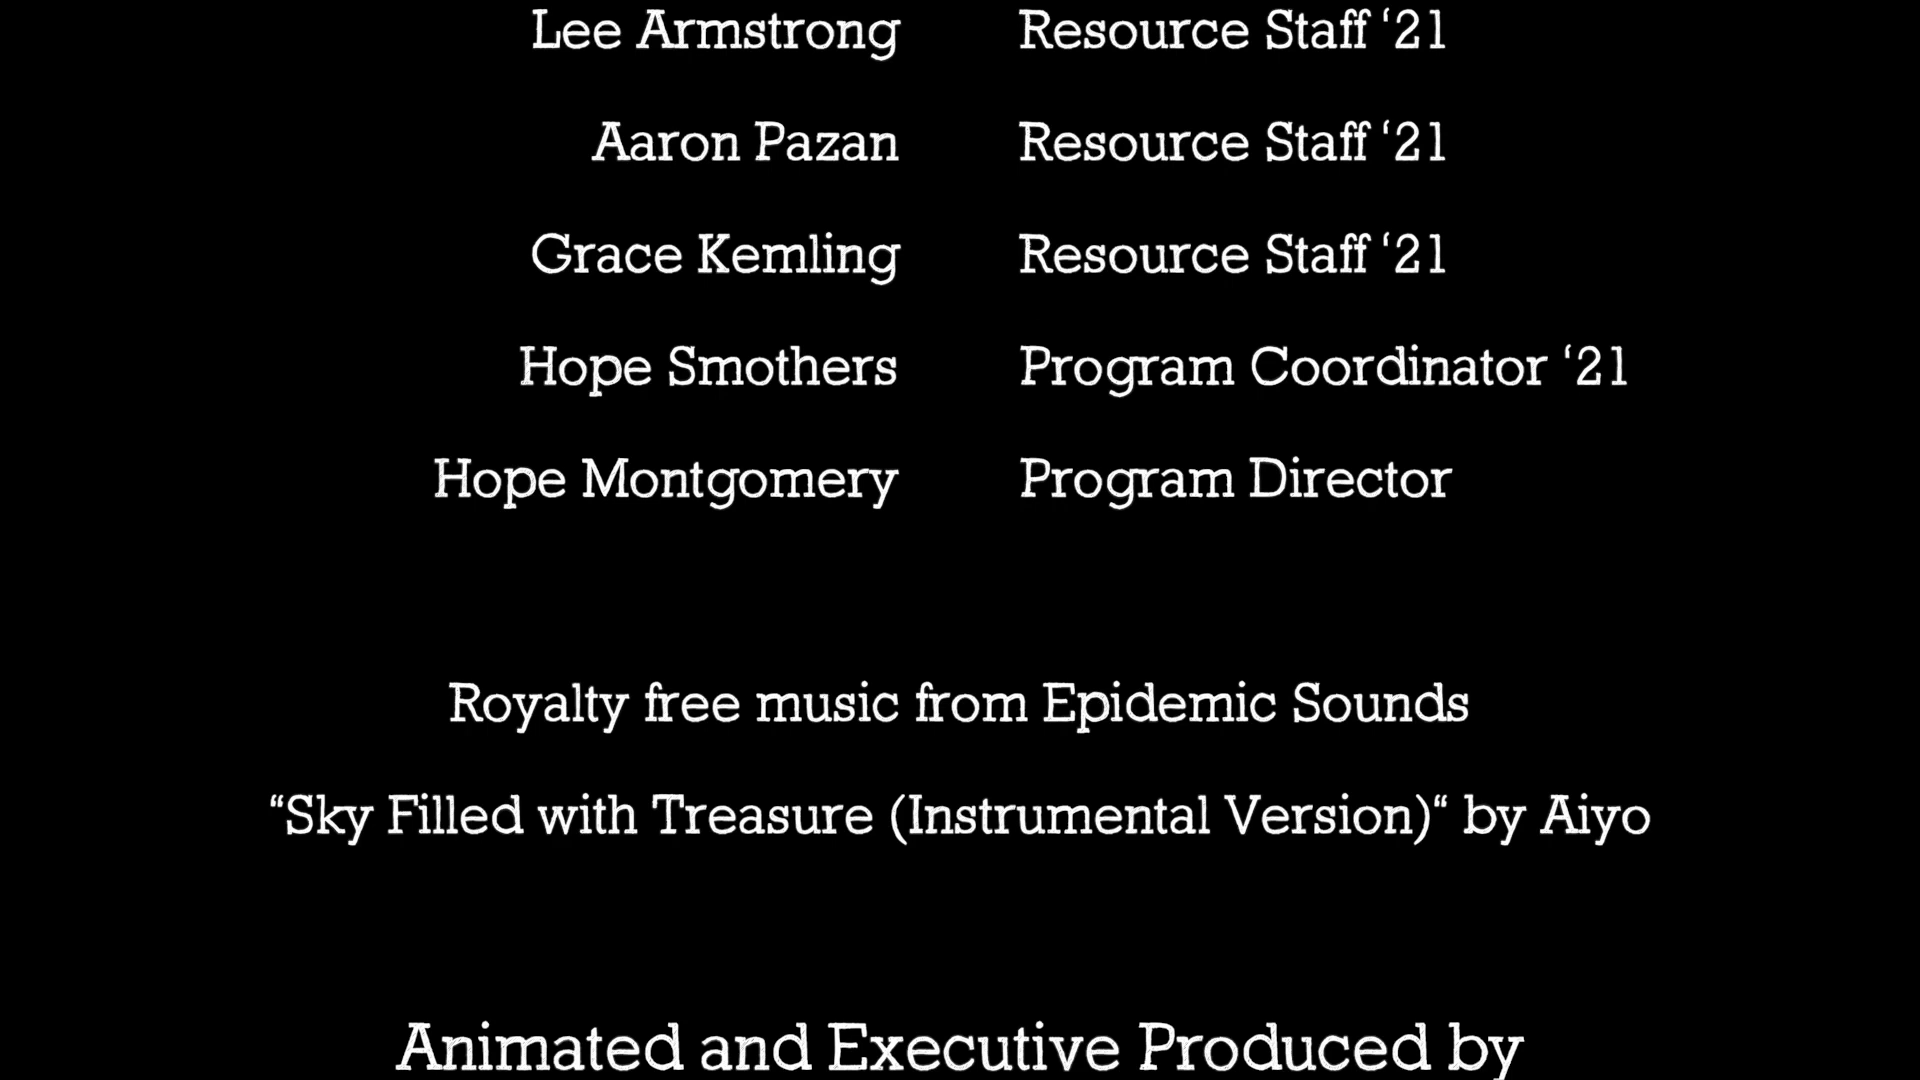 Lee Armstrong Resource Staff ‘21
Aaron Pazan Resource Staff ‘21
Grace Kemling Resource Staff ‘21
Hope Smothers Program Coordinator ‘21
Hope Montgomery Program Director
Royalty free music from Epidemic Sounds
“Sky Filled with Treasure (Instrumental Version)“ by Aiyo
Animated and Executive Produced by